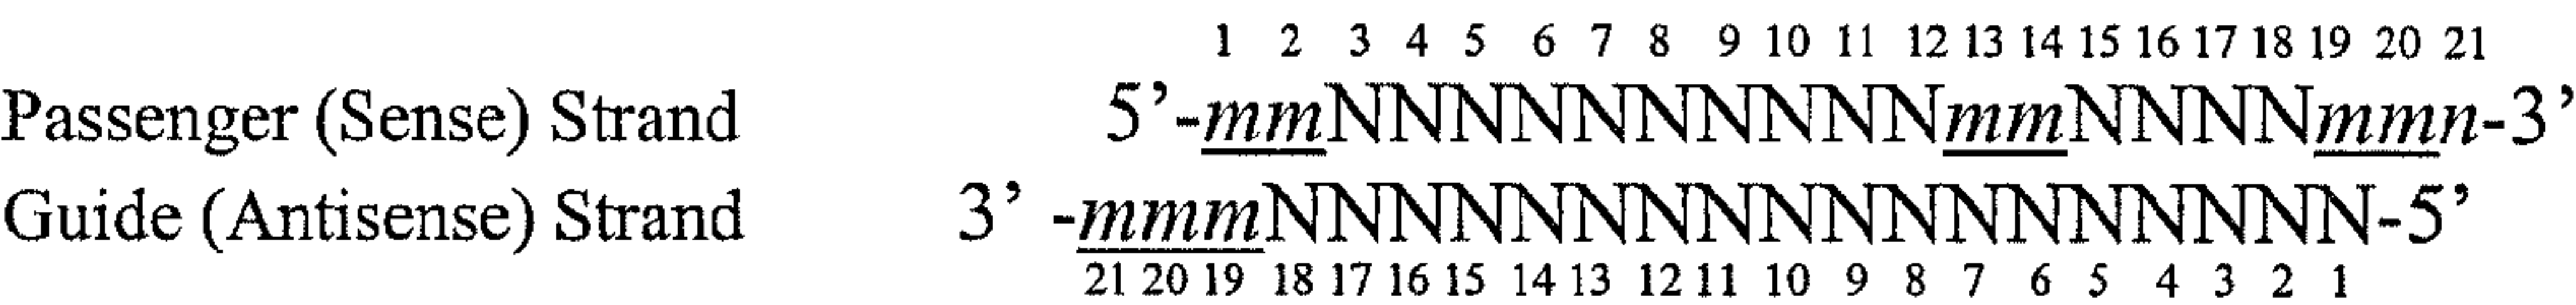 1 2 3 4 5 6 7 8 9 10 11 12 13 14 15 16 17 18 19 20 21
Passenger (Sense) Strand 5’-mmNNNNNNNNNNmmNNNNmmn-3’
Guide (Antisense) Strand 3’ -mmmNNNNNNNNNNNNNNNNNN-5’
21 20 19 18 17 16 15 14 13 12 11 10 9 8 7 6 5 4 3 2 1